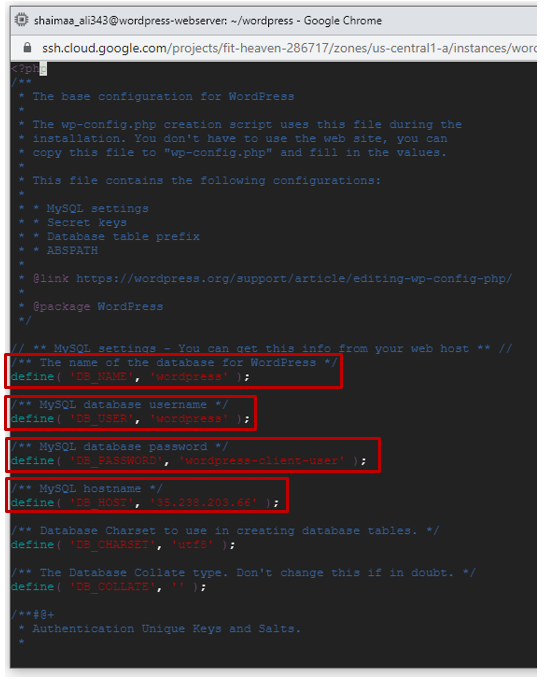 shaimaa_ali343@wordpress-webserver: ~/wordpress - Google Chrome
ssh.cloud.google.com/projects/fit-heaven-286717/zones/us-central1-a/instances/word
<?php
/**
 * The base configuration for WordPress
 *
 * The wp-config.php creation script uses this file during the
 * installation. You don't have to use the web site, you can
 * copy this file to "wp-config.php" and fill in the values.
 *
 * This file contains the following configurations:
 *
 * * MySQL settings
 * * Secret keys
 * * Database table prefix
 * * ABSPATH
 *
 * @link https://wordpress.org/support/article/editing-wp-config-php/
 *
 * @package WordPress
 */
// ** MySQL settings - You can get this info from your web host ** //
/** The name of the database for WordPress */
define( 'DB_NAME', 'wordpress' );
/** MySQL database username */
define( 'DB_USER', 'wordpress' );
/** MySQL database password */
define( 'DB_PASSWORD', 'wordpress-client-user' );
/** MySQL hostname */
define( 'DB_HOST', '35.238.203.66' );
/** Database Charset to use in creating database tables. */
define( 'DB_CHARSET', 'utf8' );
/** The Database Collate type. Don't change this if in doubt. */
define( 'DB_COLLATE', '' );
/**#@+
 * Authentication Unique Keys and Salts.
 *